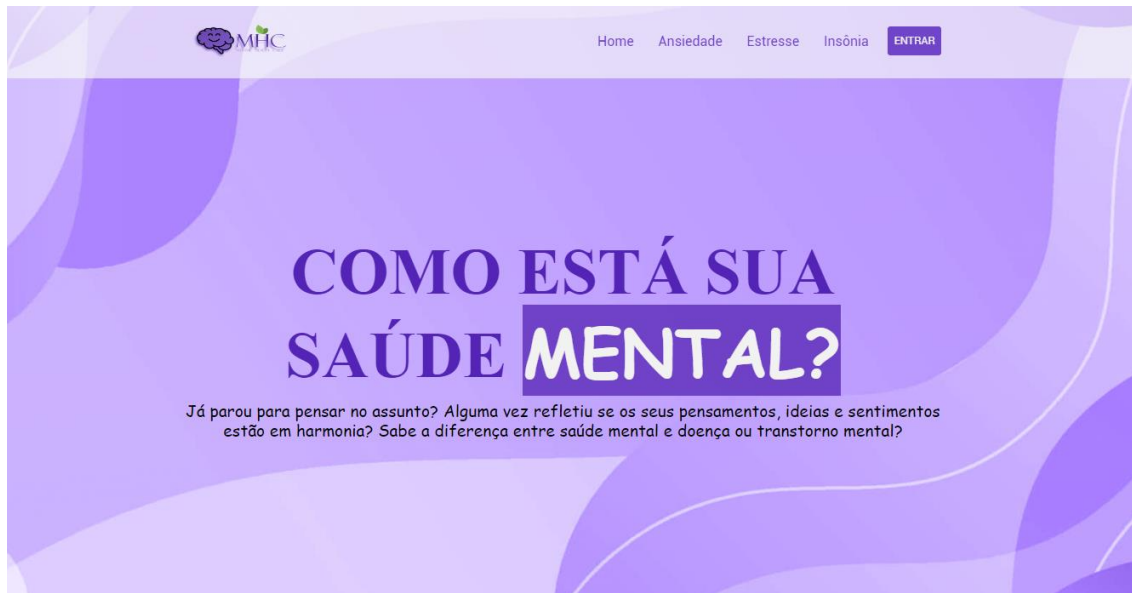 MHC
Home Ansiedade Estresse Insônia ENTRAR
COMO ESTÁ SUA
SAÚDE MENTAL?
Já parou para pensar no assunto? Alguma vez refletiu se os seus pensamentos, ideias e sentimentos
estão em harmonia? Sabe a diferença entre saúde mental e doença ou transtorno mental?